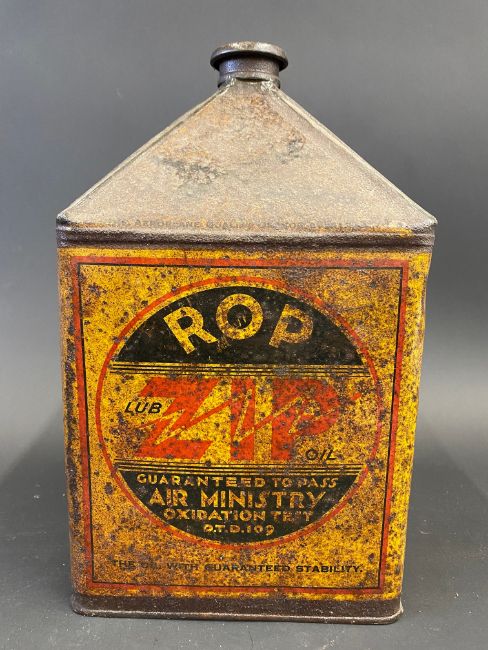 ROP
ZIP
LUB
OIL
GUARANTEED TO PASS
AIR MINISTRY
OXIDATION TEST
D.T.D. 109
THE OIL WITH GUARANTEED STABILITY.